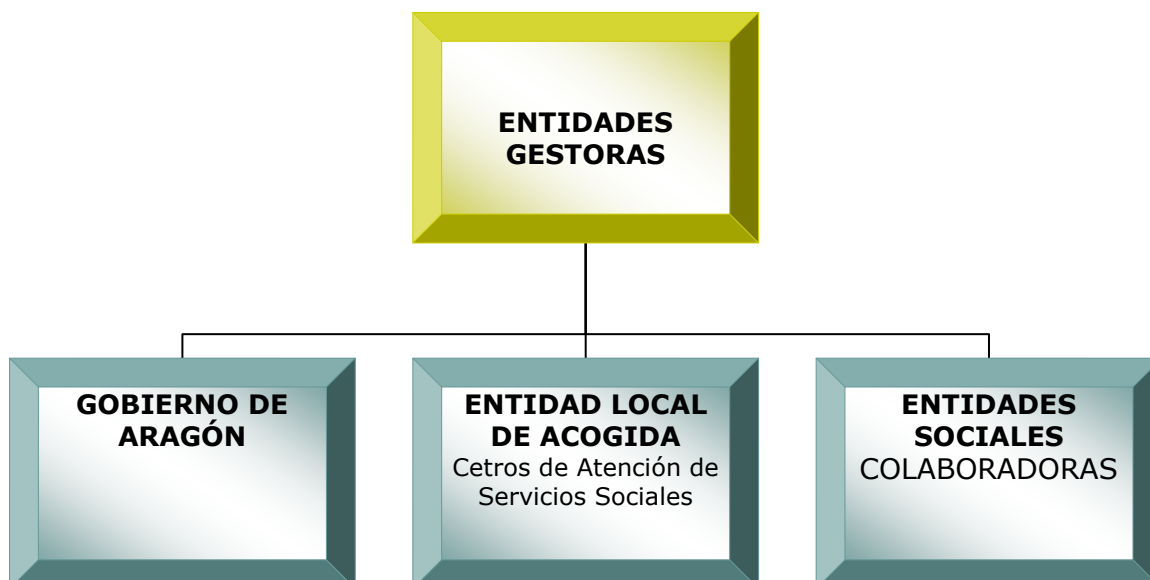 ENTIDADES
GESTORAS
GOBIERNO DE
ARAGÓN
ENTIDAD LOCAL
DE ACOGIDA
Cetros de Atención de
Servicios Sociales
ENTIDADES
SOCIALES
COLABORADORAS